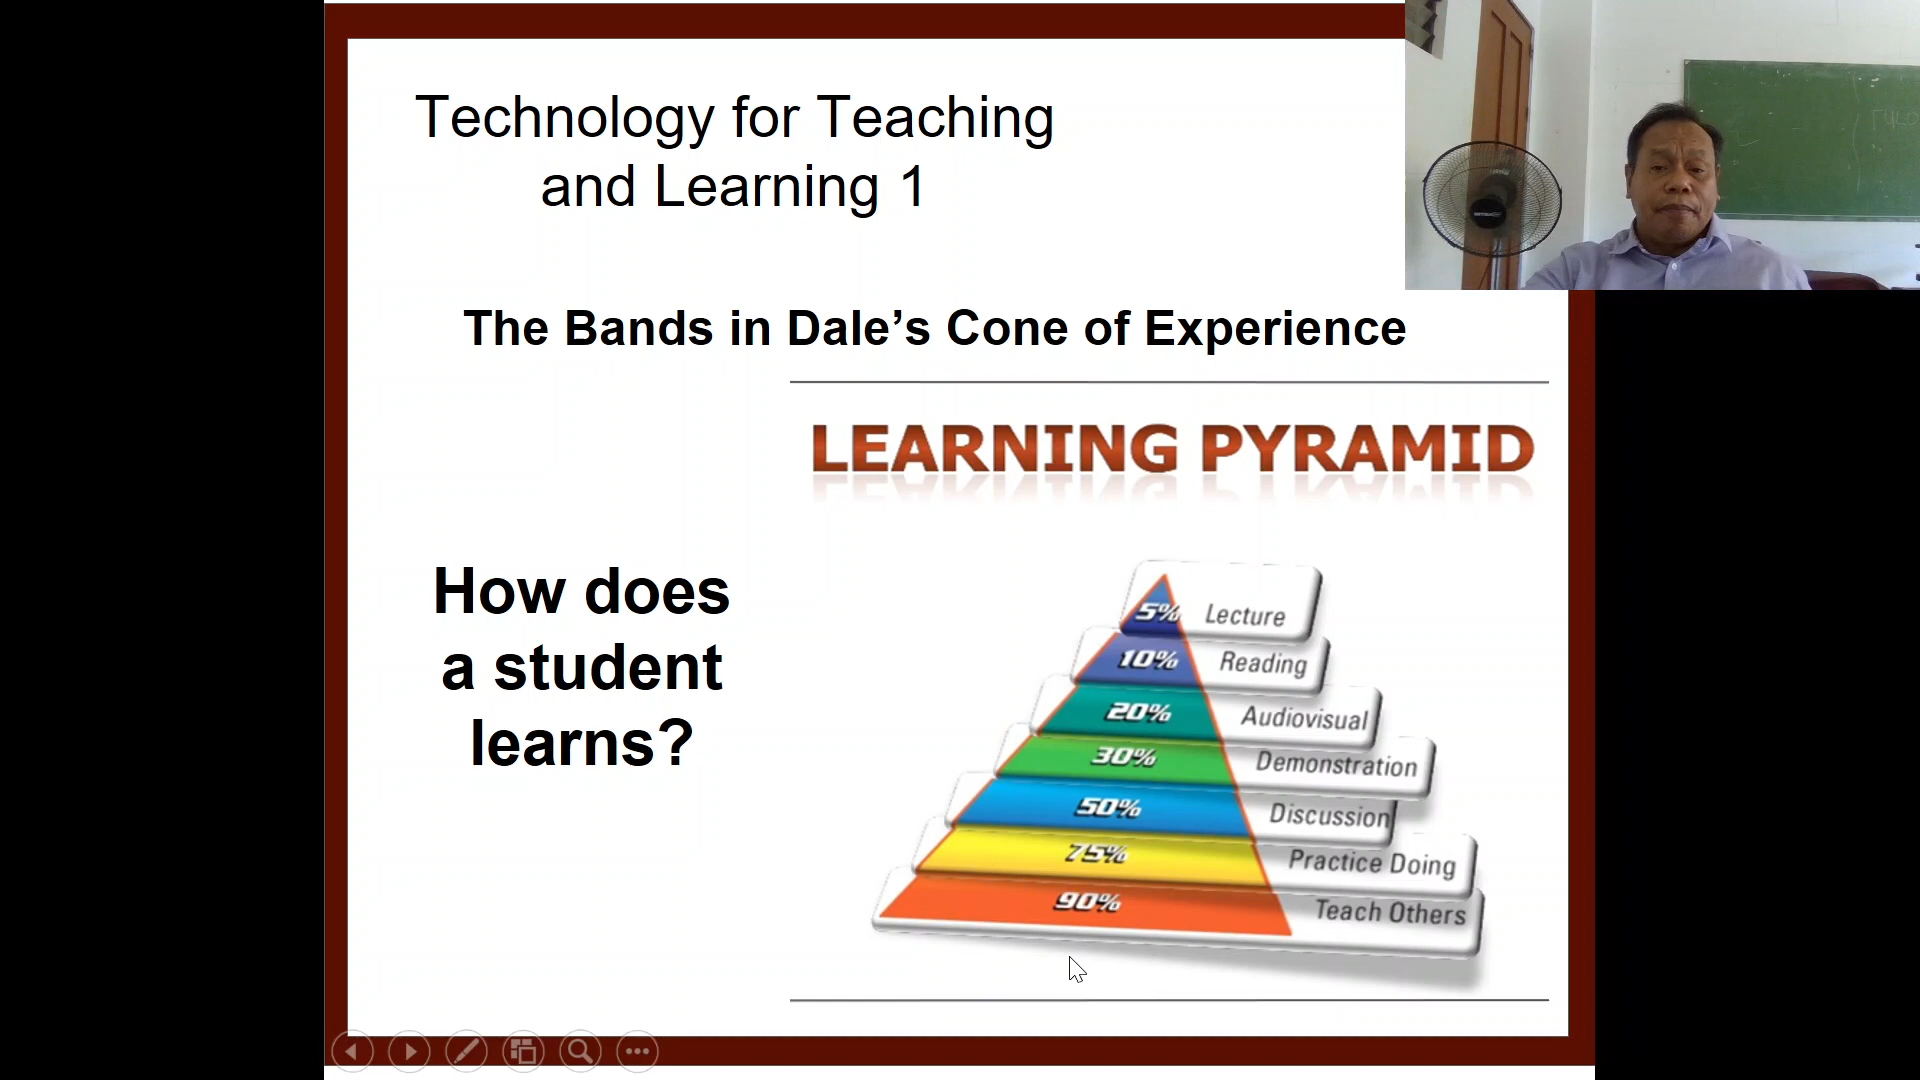 Technology for Teaching
and Learning 1
The Bands in Dale’s Cone of Experience
LEARNING PYRAMID
How does
a student
learns?
5% Lecture
10% Reading
20% Audiovisual
30% Demonstration
50% Discussion
75% Practice Doing
90% Teach Others